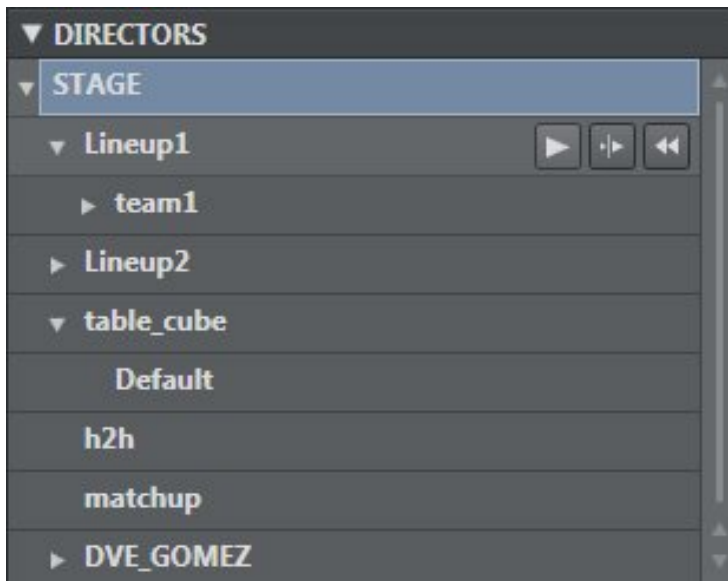 DIRECTORS
STAGE
Lineup1
team1
Lineup2
table_cube
Default
h2h
matchup
DVE_GOMEZ